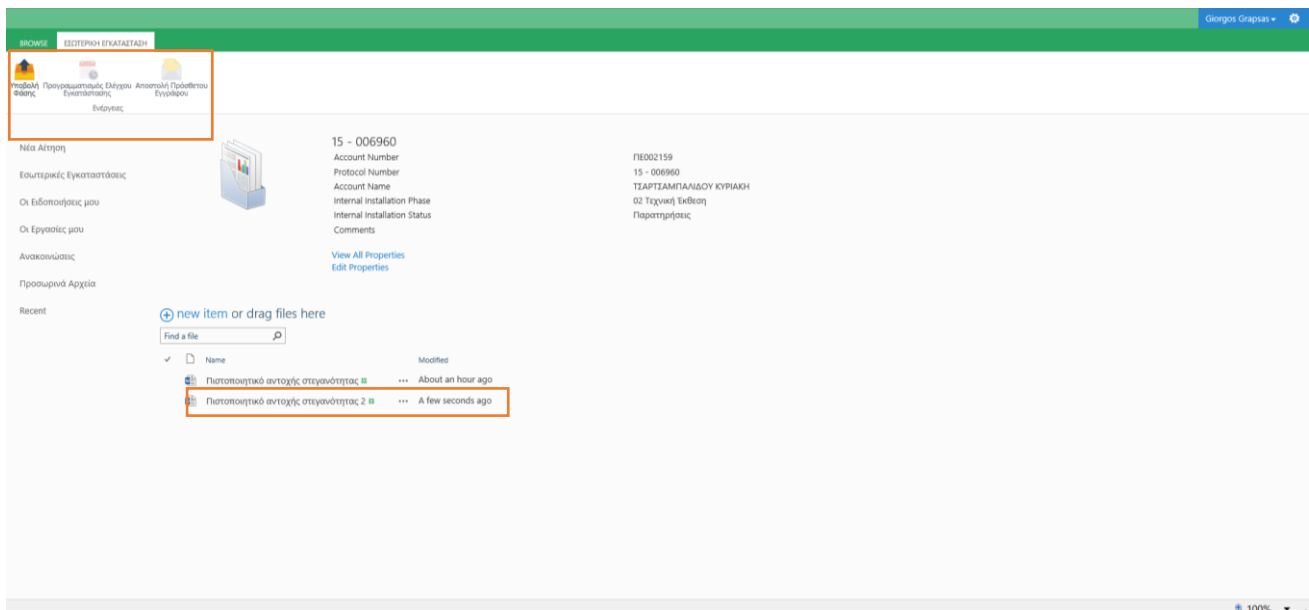 Giorgos Grapsas
BROWSE ΕΣΩΤΕΡΙΚΗ ΕΓΚΑΤΑΣΤΑΣΗ
Υποβολή Προγραμματισμός Ελέγχου Αποστολή Πρόσθετου
Φάσης Εγκατάστασης Εγγράφου
Ενέργειες
Νέα Αίτηση
Εσωτερικές Εγκαταστάσεις
Οι Ειδοποιήσεις μου
Οι Εργασίες μου
Ανακοινώσεις
Προσωρινά Αρχεία
Recent
15 - 006960
Account Number ΠΕ002159
Protocol Number 15 - 006960
Account Name ΤΣΑΡΤΣΑΜΠΑΛΙΔΟΥ ΚΥΡΙΑΚΗ
Internal Installation Phase 02 Τεχνική Έκθεση
Internal Installation Status Παρατηρήσεις
Comments
View All Properties
Edit Properties
new item or drag files here
Find a file
Name Modified
Πιστοποιητικό αντοχής στεγανότητας ... About an hour ago
Πιστοποιητικό αντοχής στεγανότητας 2 ... A few seconds ago
100%